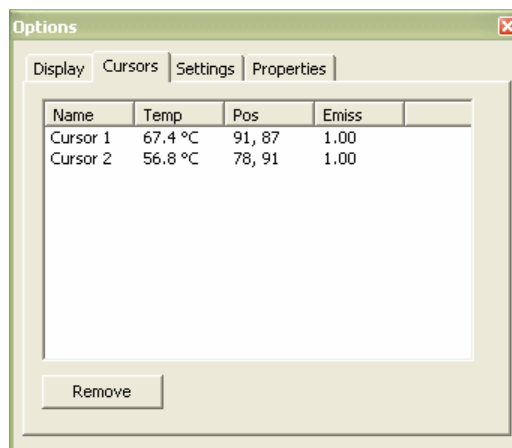 Options
Display Cursors Settings Properties
Name Temp Pos Emiss
Cursor 1 67.4 °C 91, 87 1.00
Cursor 2 56.8 °C 78, 91 1.00
Remove